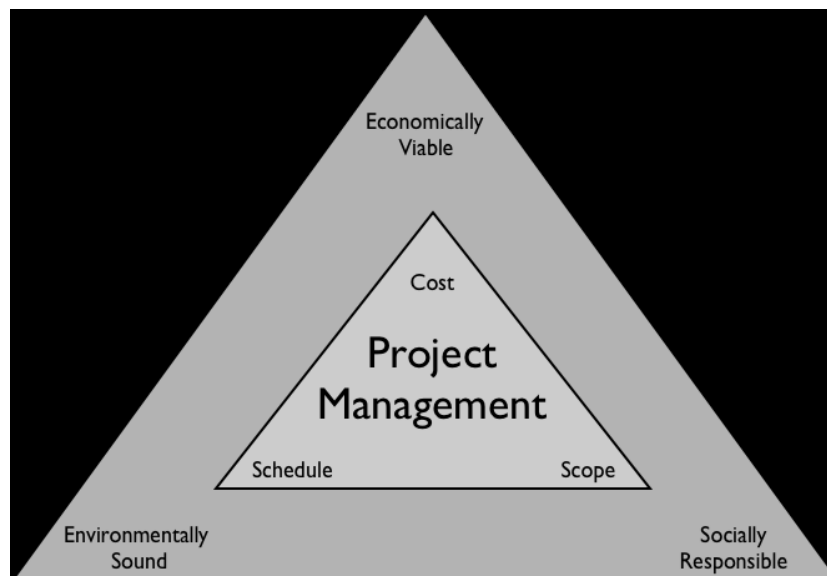 Economically
Viable
Cost
Project
Management
Schedule
Scope
Environmentally
Sound
Socially
Responsible